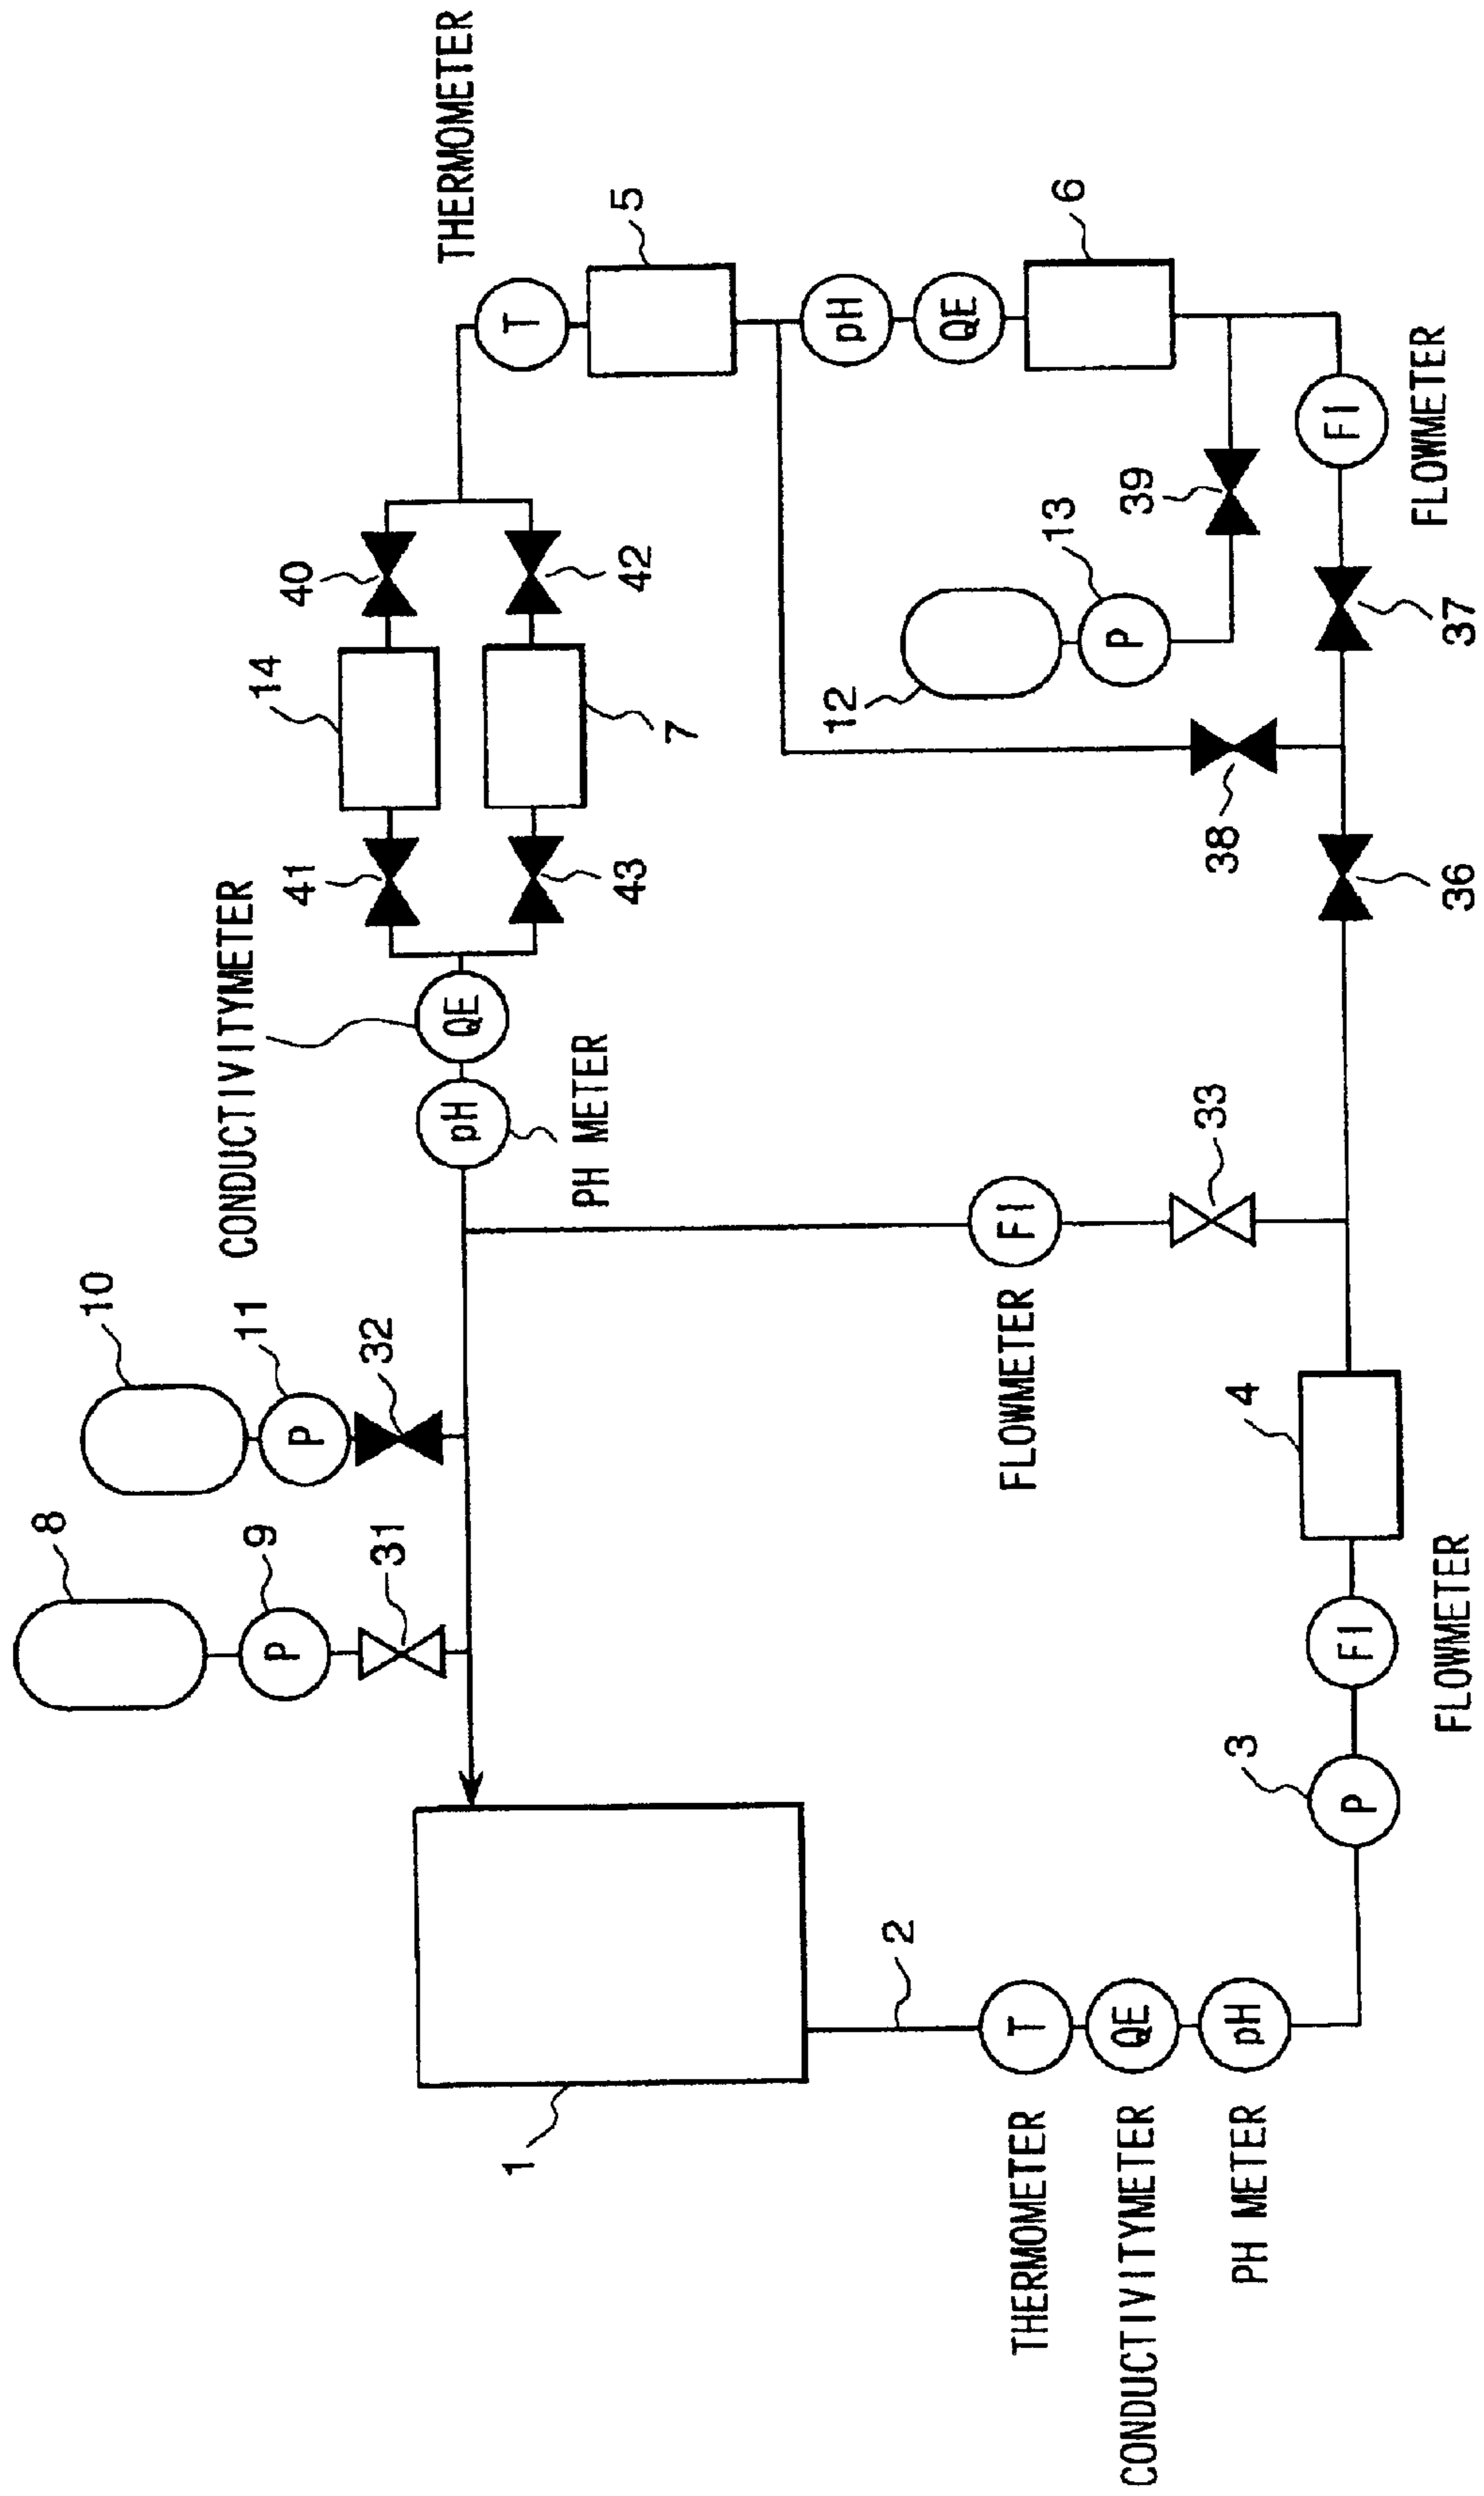 8
10
9
11
CONDUCTIVITYMETER
14
40
41
P
P
31
32
THERMOMETER
pH
QE
T
1
PH METER
43
42
5
7
12
pH
2
QE
FLOWMETER
FI
THERMOMETER
T
13
6
P
CONDUCTIVITYMETER
QE
39
33
38
PH METER
pH
3
4
P
FI
FI
FLOWMETER
FLOWMETER
36
37